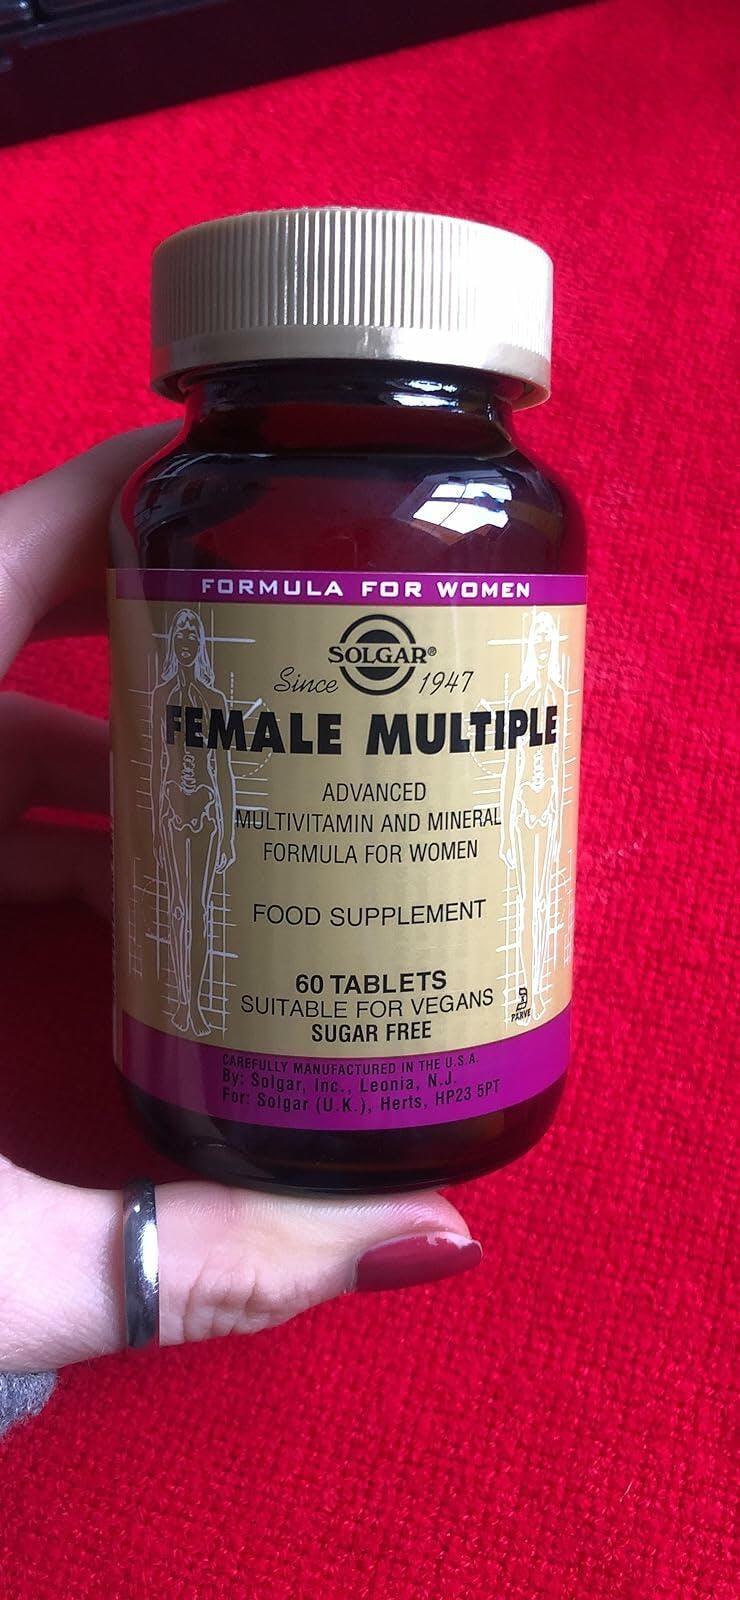 FORMULA FOR WOMEN
SOLGAR®
Since 1947
FEMALE MULTIPLE
ADVANCED
MULTIVITAMIN AND MINERAL
FORMULA FOR WOMEN
FOOD SUPPLEMENT
60 TABLETS
SUITABLE FOR VEGANS
SUGAR FREE
PARVE
CAREFULLY MANUFACTURED IN THE U.S.A.
By: Solgar, Inc., Leonia, N.J.
For: Solgar (U.K.), Herts, HP23 5PT